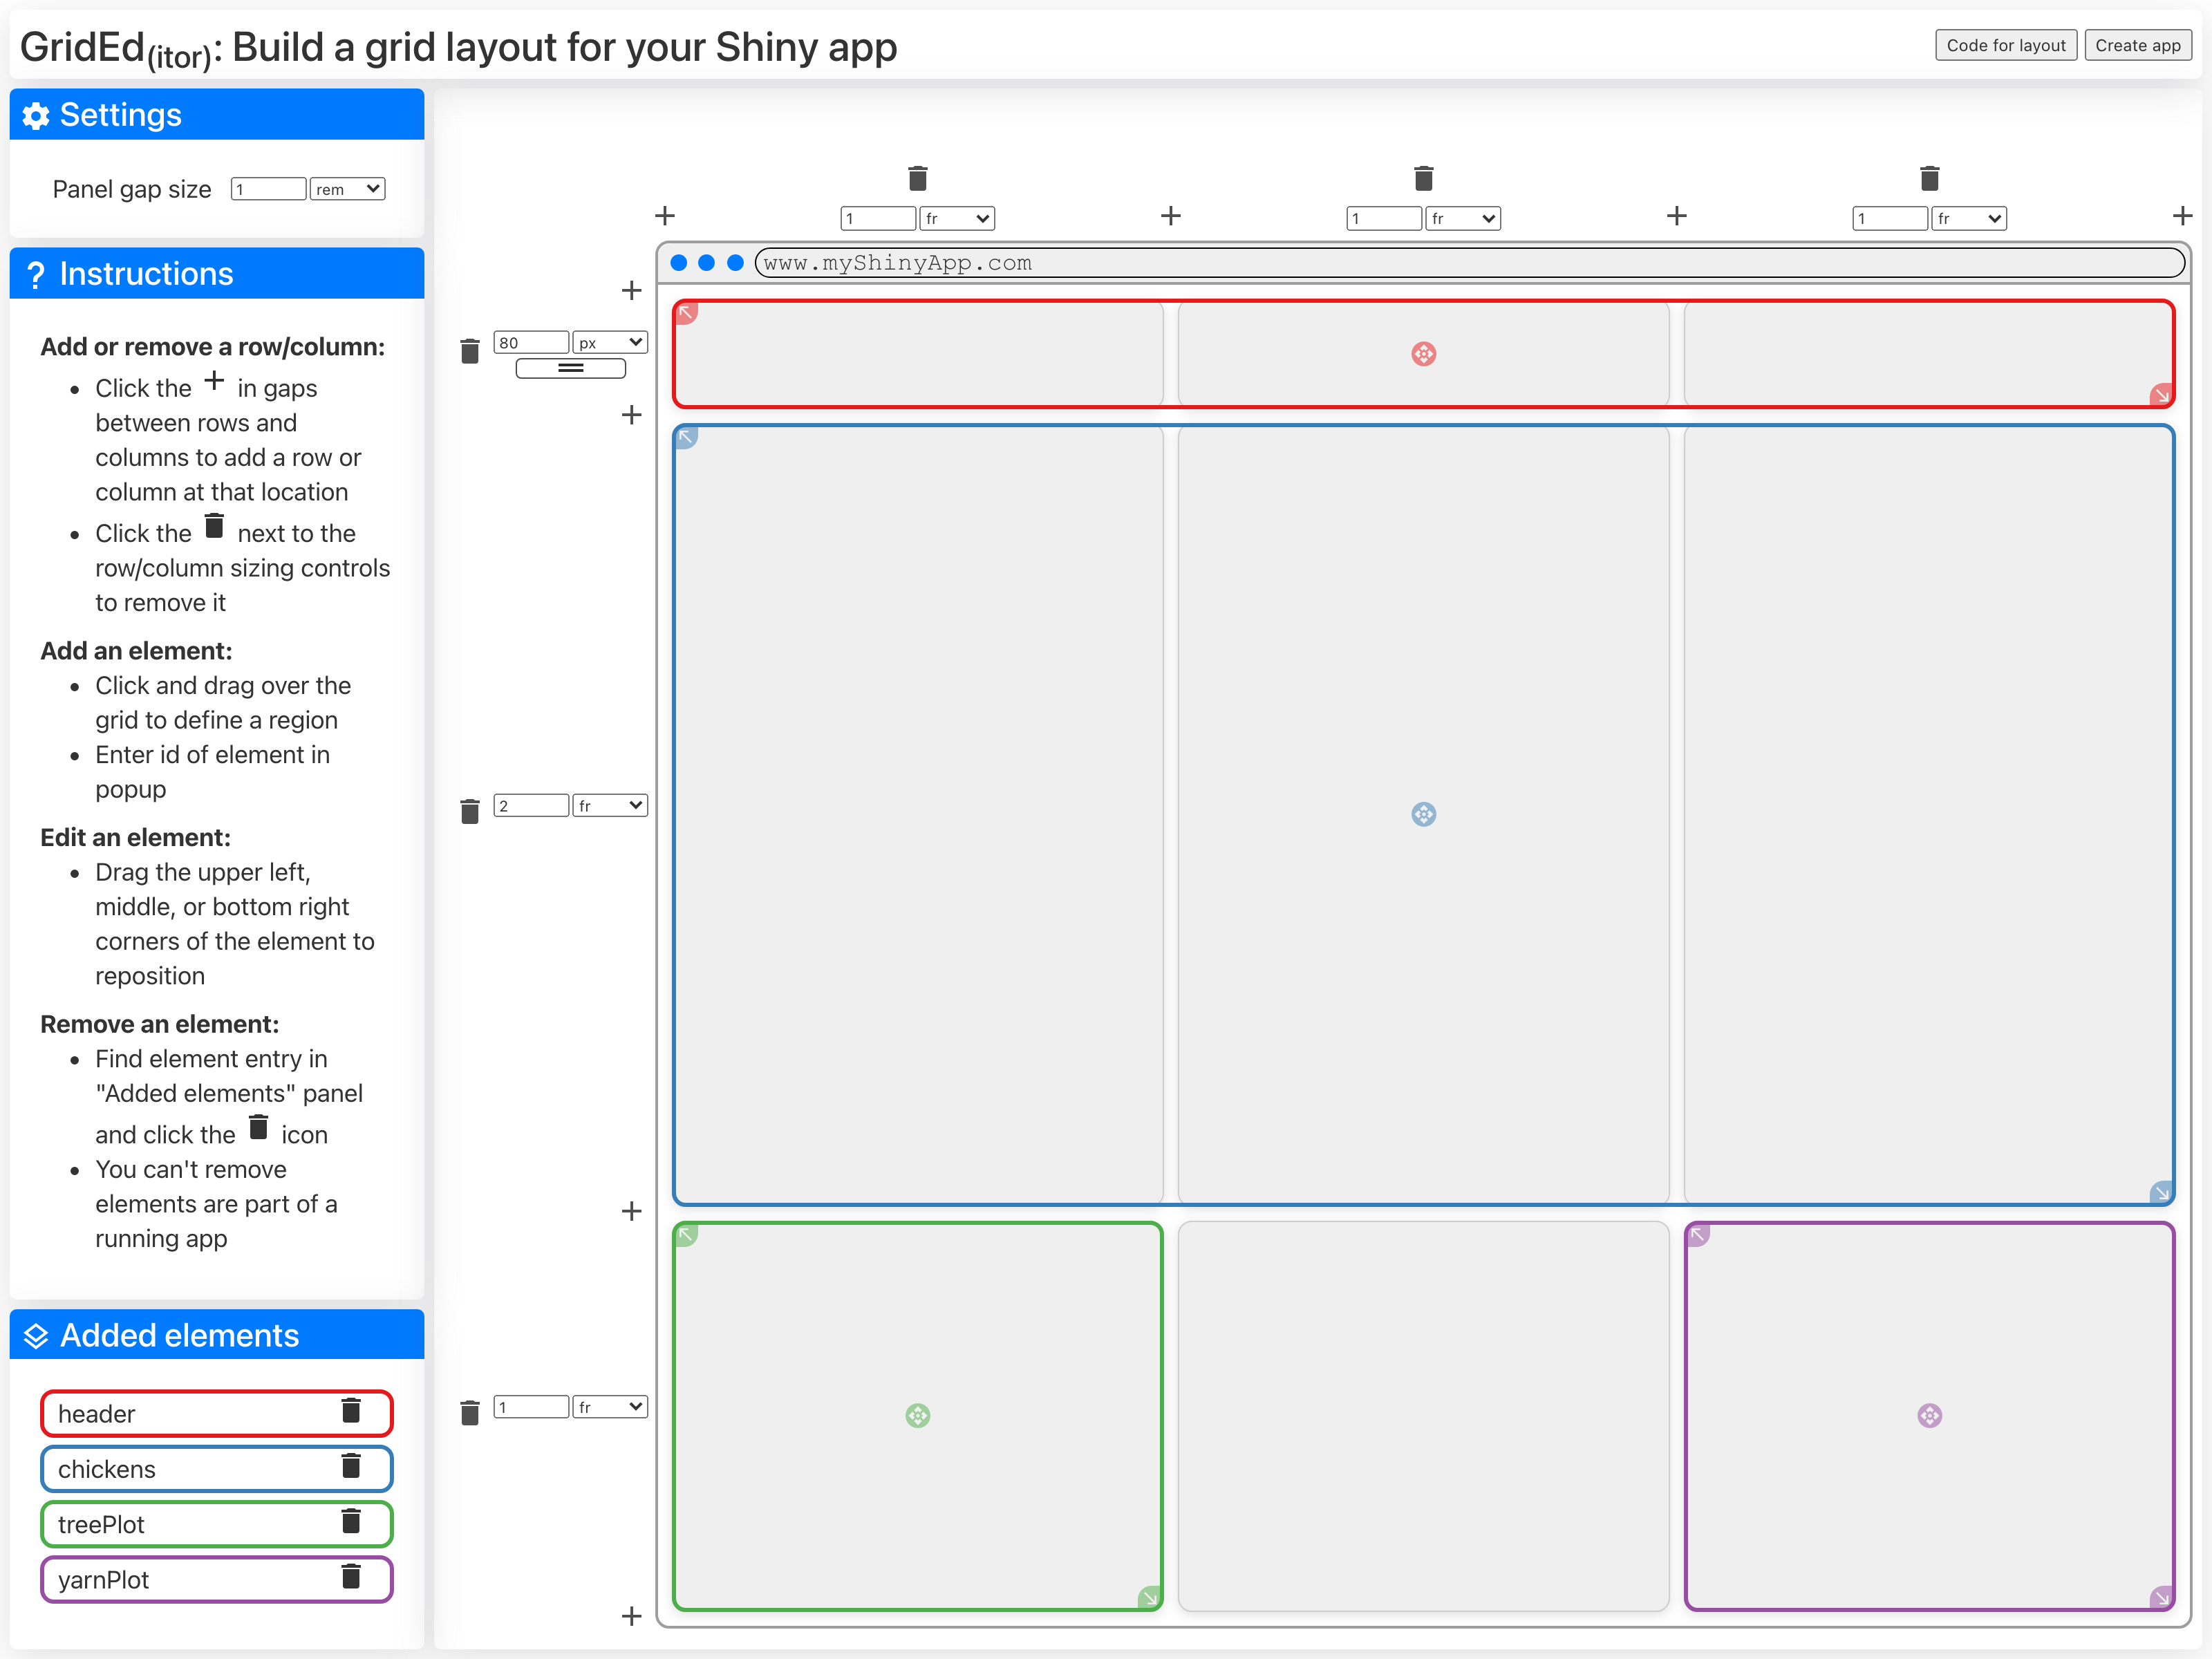 GridEd(itor): Build a grid layout for your Shiny app
Code for layout
Create app
Settings
Panel gap size 1 rem
Instructions
Add or remove a row/column:
Click the + in gaps
between rows and
columns to add a row or
column at that location
Click the next to the
row/column sizing controls
to remove it
Add an element:
Click and drag over the
grid to define a region
Enter id of element in
popup
Edit an element:
Drag the upper left,
middle, or bottom right
corners of the element to
reposition
Remove an element:
Find element entry in
"Added elements" panel
and click the icon
You can't remove
elements are part of a
running app
Added elements
header
chickens
treePlot
yarnPlot
1 fr
1 fr
1 fr
www.myShinyApp.com
80 px
2 fr
1 fr